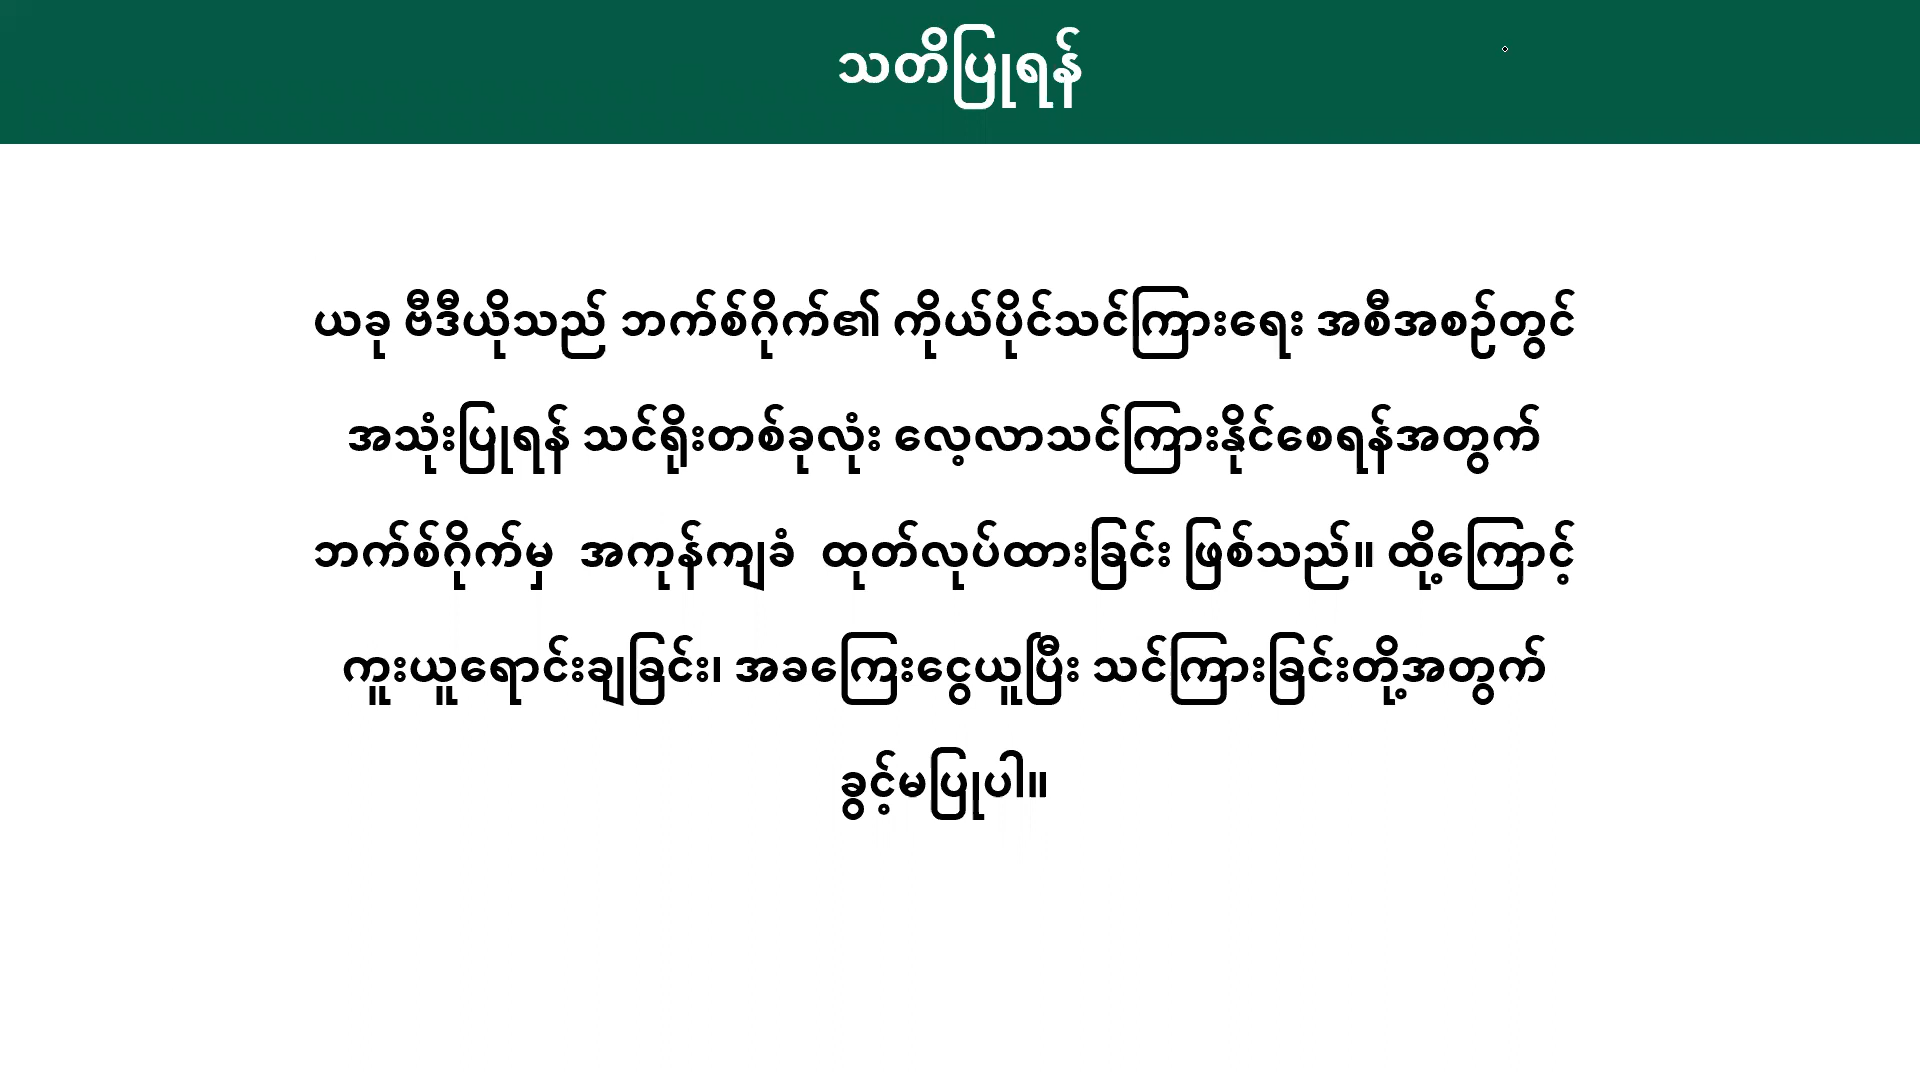 သတိပြုရန်
ယခု ဗီဒီယိုသည် ဘက်စ်ဂိုက်၏ ကိုယ်ပိုင်သင်ကြားရေး အစီအစဉ်တွင်
အသုံးပြုရန် သင်ရိုးတစ်ခုလုံး လေ့လာသင်ကြားနိုင်စေရန်အတွက်
ဘက်စ်ဂိုက်မှ အကုန်ကျခံ ထုတ်လုပ်ထားခြင်း ဖြစ်သည်။ ထို့ကြောင့်
ကူးယူရောင်းချခြင်း၊ အခကြေးငွေယူပြီး သင်ကြားခြင်းတို့အတွက်
ခွင့်မပြုပါ။